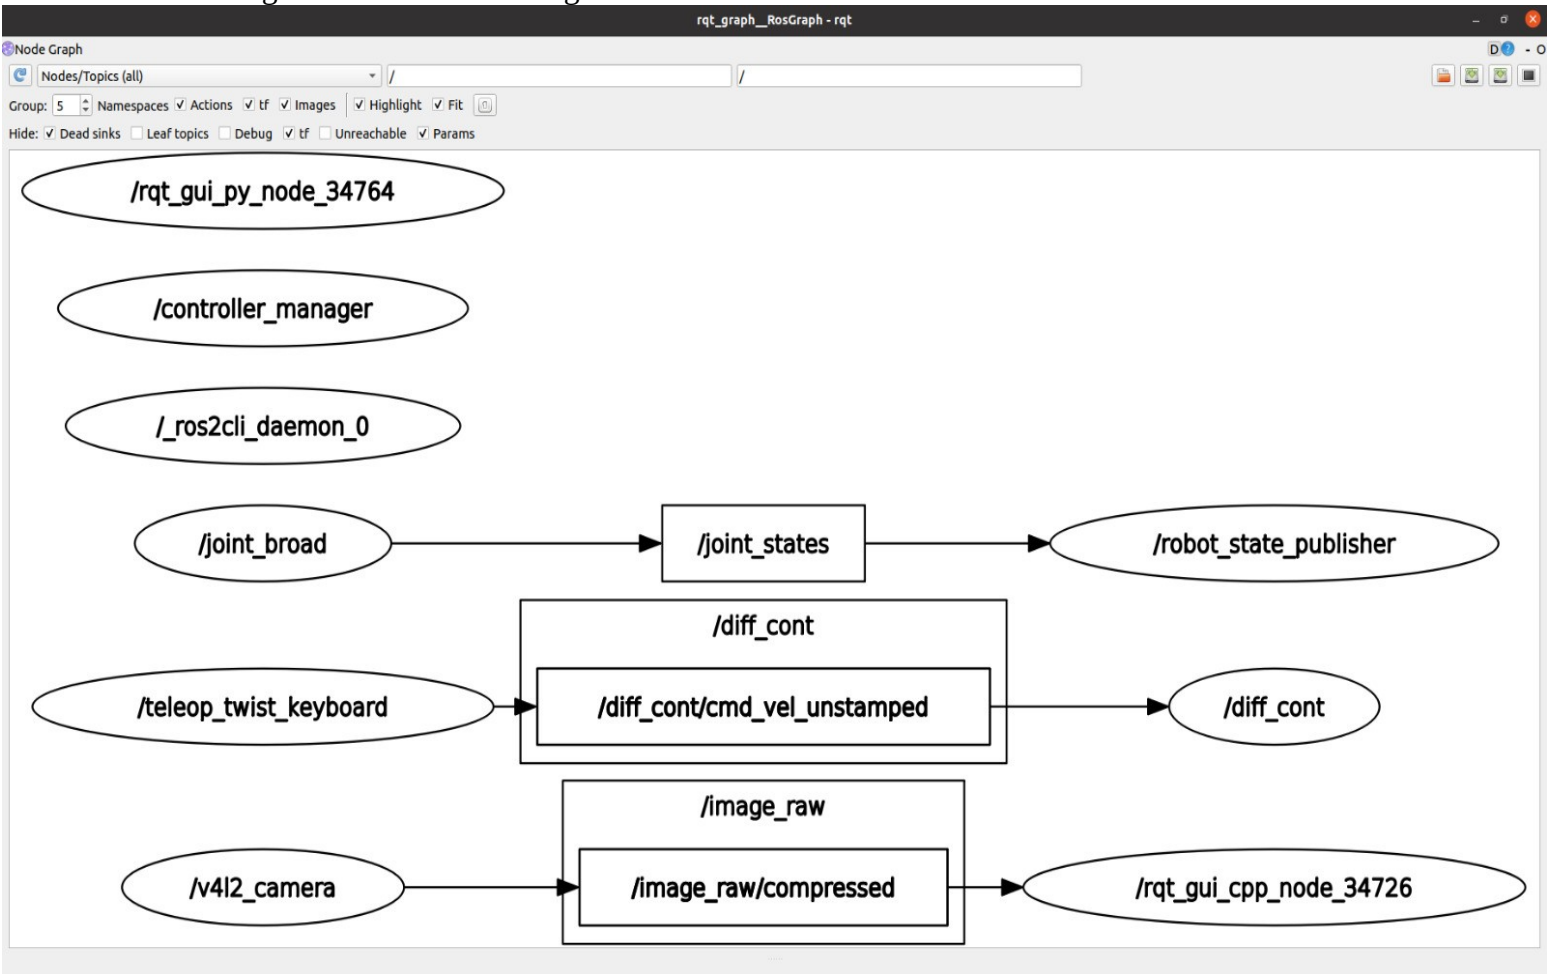 rqt_graph__RosGraph - rqt
Node Graph
D - O
Nodes/Topics (all) / /
Group: 5 Namespaces Actions tf Images Highlight Fit
Hide: Dead sinks Leaf topics Debug tf Unreachable Params
/rqt_gui_py_node_34764
/controller_manager
/_ros2cli_daemon_0
/joint_broad /joint_states /robot_state_publisher
/diff_cont
/teleop_twist_keyboard /diff_cont/cmd_vel_unstamped /diff_cont
/image_raw
/v4l2_camera /image_raw/compressed /rqt_gui_cpp_node_34726